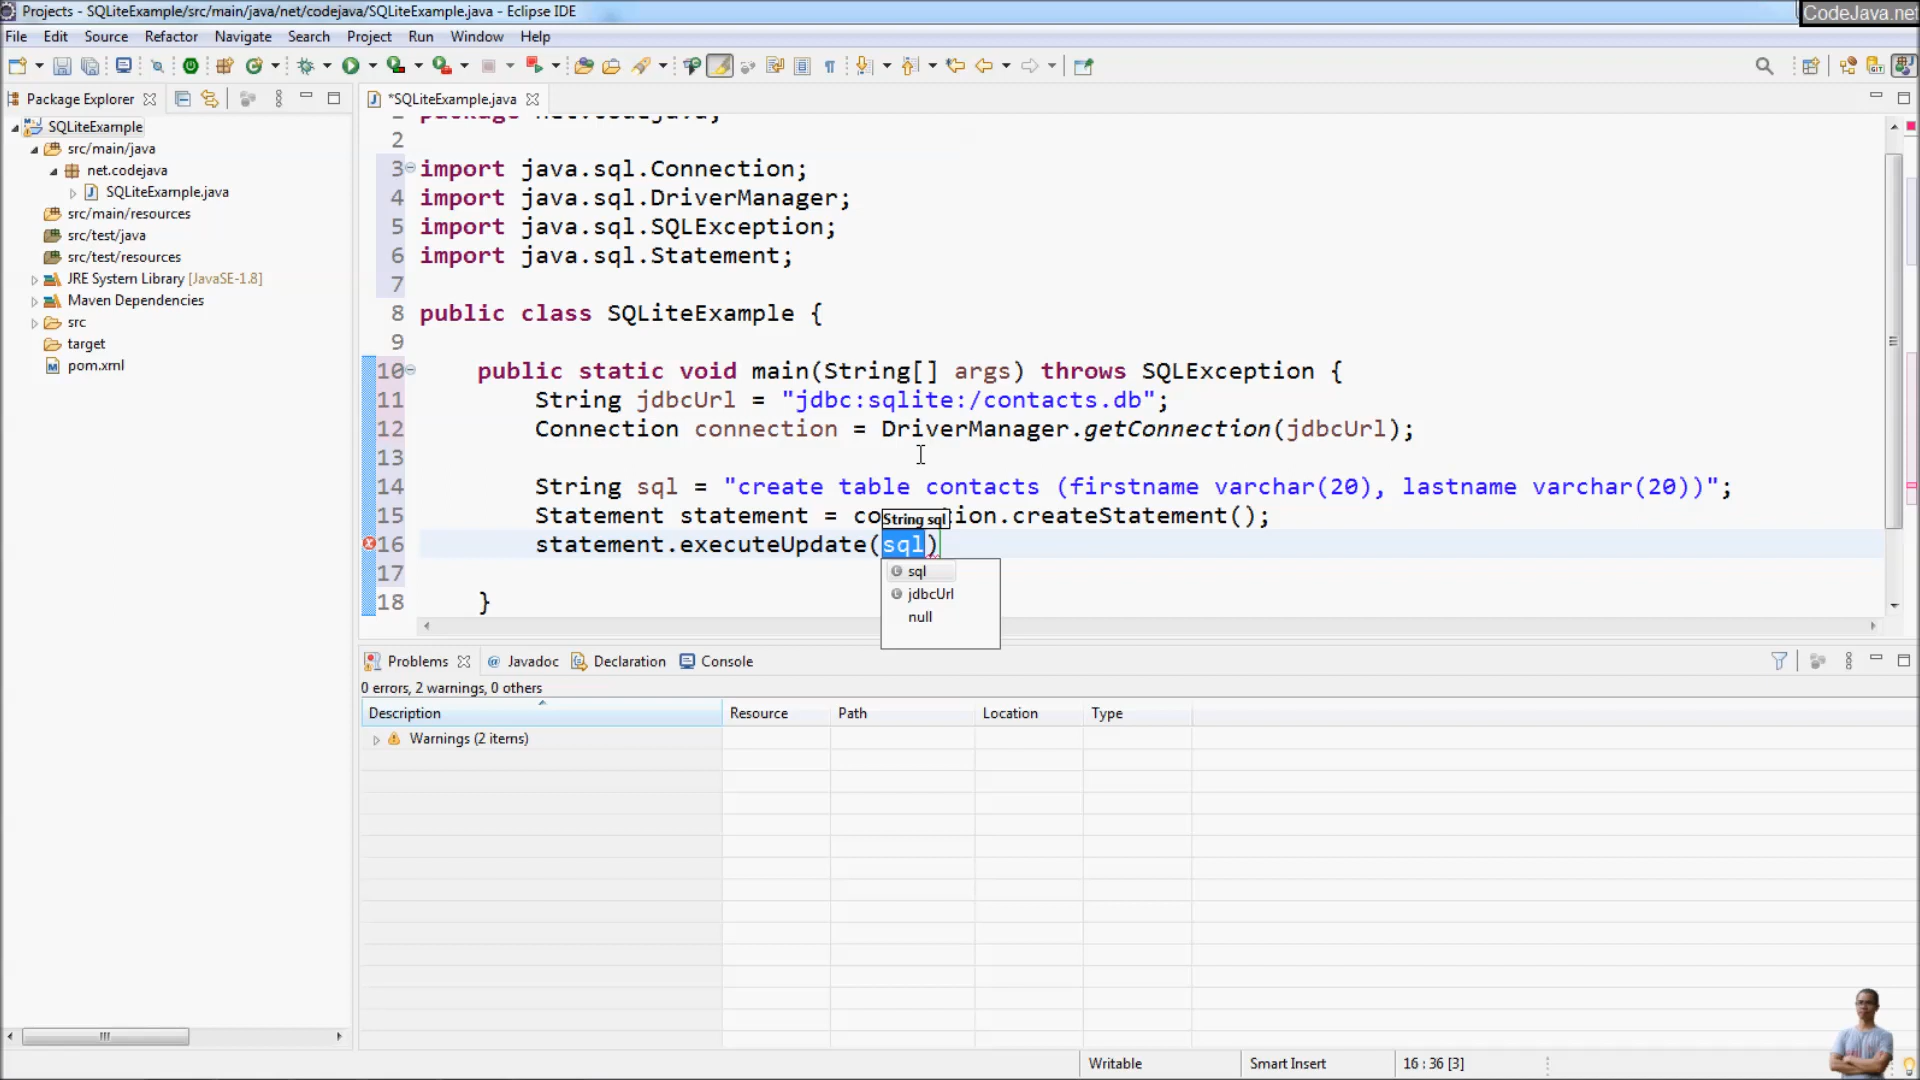 Projects - SQLiteExample/src/main/java/net/codejava/SQLiteExample.java - Eclipse IDE
CodeJava.net
File Edit Source Refactor Navigate Search Project Run Window Help
Package Explorer
*SQLiteExample.java
SQLiteExample
src/main/java
net.codejava
SQLiteExample.java
src/main/resources
src/test/java
src/test/resources
JRE System Library [JavaSE-1.8]
Maven Dependencies
src
target
pom.xml
1 package net.codejava;
2
3 import java.sql.Connection;
4 import java.sql.DriverManager;
5 import java.sql.SQLException;
6 import java.sql.Statement;
7
8 public class SQLiteExample {
9
10 public static void main(String[] args) throws SQLException {
11 String jdbcUrl = "jdbc:sqlite:/contacts.db";
12 Connection connection = DriverManager.getConnection(jdbcUrl);
13
14 String sql = "create table contacts (firstname varchar(20), lastname varchar(20))";
15 Statement statement = co ion.createStatement();
String sql
16 statement.executeUpdate(sql)
17
18 }
sql
jdbcUrl
null
Problems Javadoc Declaration Console
0 errors, 2 warnings, 0 others
Description Resource Path Location Type
Warnings (2 items)
Writable Smart Insert 16 : 36 [3]